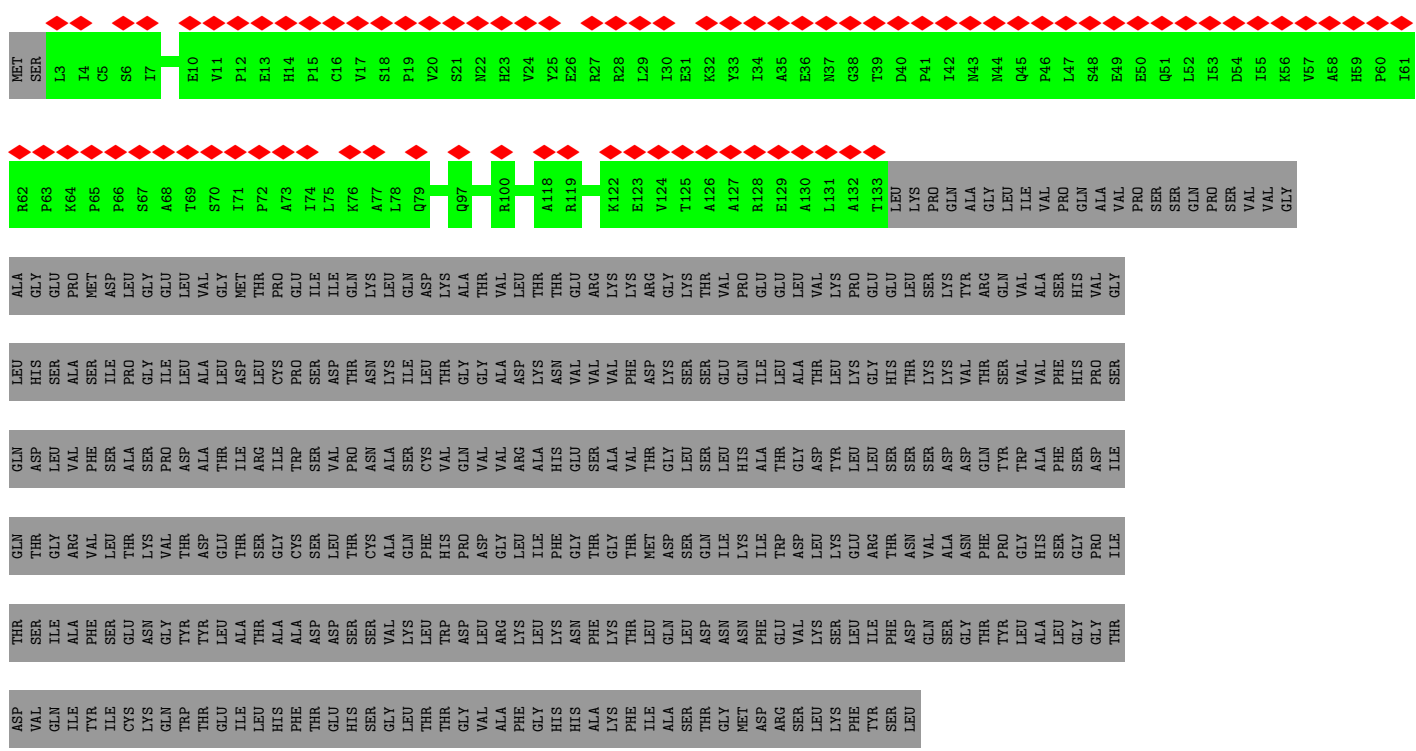 MET SER L3 I4 C5 S6 I7 E10 V11 P12 E13 H14 P15 C16 V17 S18 P19 V20 S21 N22 H23 V24 Y25 E26 R27 R28 L29 I30 E31 K32 Y33 I34 A35 E36 N37 G38 T39 D40 P41 I42 N43 N44 Q45 P46 L47 S48 E49 E50 Q51 L52 I53 D54 I55 K56 V57 A58 H59 P60 I61
R62 P63 K64 P65 P66 S67 A68 T69 S70 I71 P72 A73 I74 L75 K76 A77 L78 Q79 Q97 R100 A118 R119 K122 E123 V124 T125 A126 A127 R128 E129 A130 L131 A132 T133 LEU LYS PRO GLN ALA GLY LEU ILE VAL PRO GLN ALA VAL PRO SER SER GLN PRO SER VAL VAL GLY
ALA GLY GLU PRO MET ASP LEU GLY GLU LEU VAL GLY MET THR PRO GLU ILE ILE GLN LYS LEU GLN ASP LYS ALA THR VAL LEU THR THR GLU ARG LYS LYS ARG GLY LYS THR VAL PRO GLU GLU LEU VAL LYS PRO GLU GLU LEU SER LYS TYR ARG GLN VAL ALA SER HIS VAL GLY
LEU HIS SER ALA SER ILE PRO GLY ILE LEU ALA LEU ASP LEU CYS PRO SER ASP THR ASN LYS ILE LEU THR GLY GLY ALA ASP LYS ASN VAL VAL VAL PHE ASP LYS SER SER GLU GLN ILE LEU ALA THR LEU LYS GLY HIS THR LYS LYS VAL THR SER VAL VAL PHE HIS PRO SER
GLN ASP LEU VAL PHE SER ALA SER PRO ASP ALA THR ILE ARG ILE TRP SER VAL PRO ASN ALA SER CYS VAL GLN VAL VAL ARG ALA HIS GLU SER ALA VAL THR GLY LEU SER LEU HIS ALA THR GLY ASP TYR LEU LEU SER SER SER ASP ASP GLN TYR TRP ALA PHE SER ASP ILE
GLN THR GLY ARG VAL LEU THR LYS VAL THR ASP GLU THR SER GLY CYS SER LEU THR CYS ALA GLN PHE HIS PRO ASP GLY LEU ILE PHE GLY THR GLY THR MET ASP SER GLN ILE LYS ILE TRP ASP LEU LYS GLU ARG THR ASN VAL ALA ASN PHE PRO GLY HIS SER GLY PRO ILE
THR SER ILE ALA PHE SER GLU ASN GLY TYR TYR LEU ALA THR ALA ALA ASP ASP SER SER VAL LYS LEU TRP ASP LEU ARG LYS LEU LYS ASN PHE LYS THR LEU GLN LEU ASP ASN ASN PHE GLU VAL LYS SER LEU ILE PHE ASP GLN SER GLY THR TYR LEU ALA LEU GLY GLY THR
ASP VAL GLN ILE TYR ILE CYS LYS GLN TRP THR GLU ILE LEU HIS PHE THR GLU HIS SER GLY LEU THR THR GLY VAL ALA PHE GLY HIS HIS ALA LYS PHE ILE ALA SER THR GLY MET ASP ARG SER LEU LYS PHE TYR SER LEU